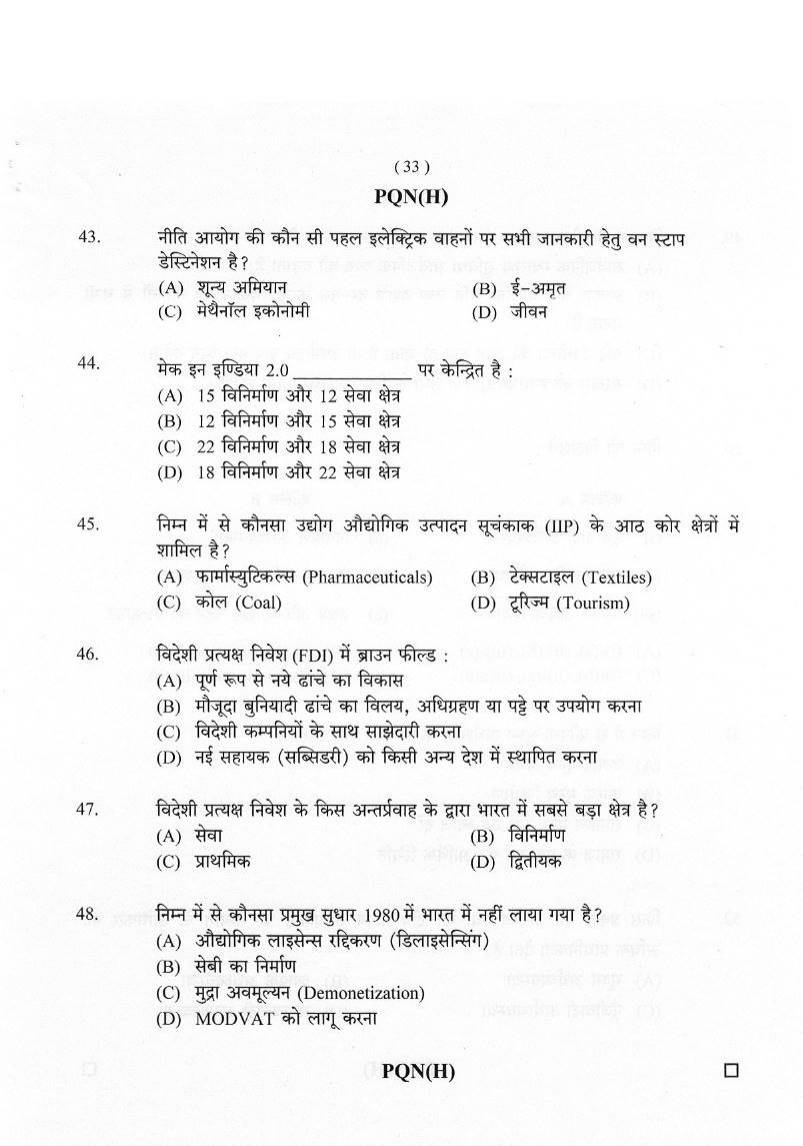 ( 33 )
PQN(H)
43. नीति आयोग की कौन सी पहल इलेक्ट्रिक वाहनों पर सभी जानकारी हेतु वन स्टाप
डेस्टिनेशन है ?
(A) शून्य अमियान (B) ई-अमृत
(C) मेथैनॉल इकोनोमी (D) जीवन
44. मेक इन इण्डिया 2.0 ____________ पर केन्द्रित है :
(A) 15 विनिर्माण और 12 सेवा क्षेत्र
(B) 12 विनिर्माण और 15 सेवा क्षेत्र
(C) 22 विनिर्माण और 18 सेवा क्षेत्र
(D) 18 विनिर्माण और 22 सेवा क्षेत्र
45. निम्न में से कौनसा उद्योग औद्योगिक उत्पादन सूचंकाक (IIP) के आठ कोर क्षेत्रों में
शामिल है ?
(A) फार्मास्युटिकल्स (Pharmaceuticals) (B) टेक्सटाइल (Textiles)
(C) कोल (Coal) (D) टूरिज्म (Tourism)
46. विदेशी प्रत्यक्ष निवेश (FDI) में ब्राउन फील्ड :
(A) पूर्ण रूप से नये ढांचे का विकास
(B) मौजूदा बुनियादी ढांचे का विलय, अधिग्रहण या पट्टे पर उपयोग करना
(C) विदेशी कम्पनियों के साथ साझेदारी करना
(D) नई सहायक (सब्सिडरी) को किसी अन्य देश में स्थापित करना
47. विदेशी प्रत्यक्ष निवेश के किस अन्तर्प्रवाह के द्वारा भारत में सबसे बड़ा क्षेत्र है ?
(A) सेवा (B) विनिर्माण
(C) प्राथमिक (D) द्वितीयक
48. निम्न में से कौनसा प्रमुख सुधार 1980 में भारत में नहीं लाया गया है ?
(A) औद्योगिक लाइसेन्स रद्दिकरण (डिलाइसेन्सिंग)
(B) सेबी का निर्माण
(C) मुद्रा अवमूल्यन (Demonetization)
(D) MODVAT को लागू करना
PQN(H)